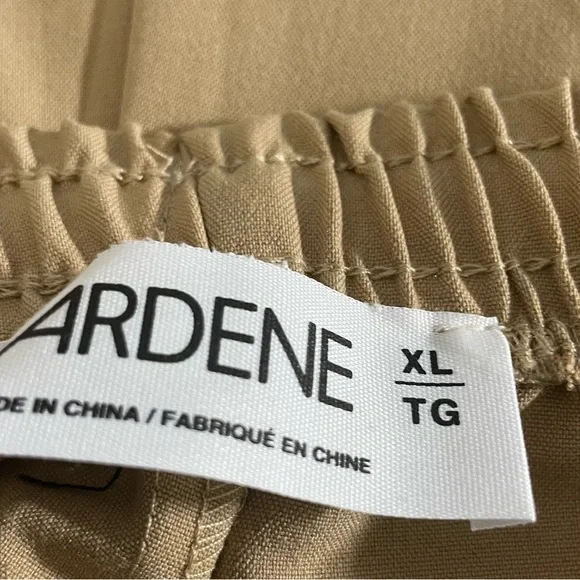 ARDENE
XL
TG
DE IN CHINA / FABRIQUÉ EN CHINE